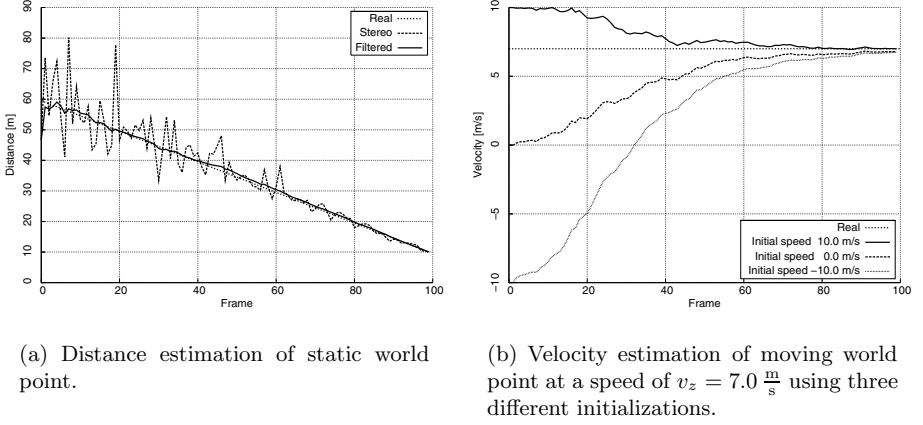 90
80
70
60
50
40
30
20
10
0
Distance [m]
Real
Stereo
Filtered
0 20 40 60 80 100
Frame
10
5
0
−5
−10
Velocity [m/s]
Real
Initial speed 10.0 m/s
Initial speed 0.0 m/s
Initial speed −10.0 m/s
0 20 40 60 80 100
Frame
(a) Distance estimation of static world
point.
(b) Velocity estimation of moving world
point at a speed of v_z = 7.0 m/s using three
different initializations.